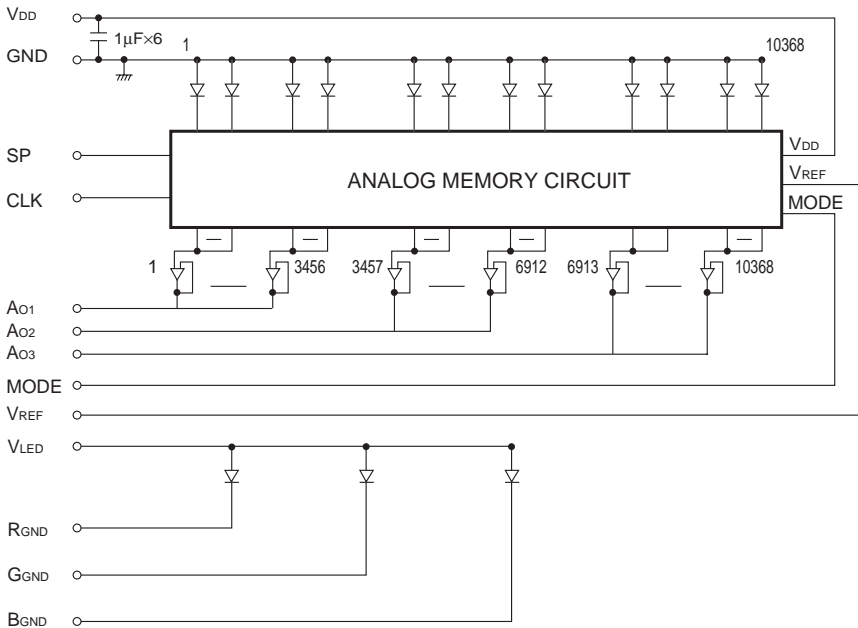 VDD
1μF×6
GND
1
10368
SP
CLK
ANALOG MEMORY CIRCUIT
VDD
VREF
MODE
1
3456
3457
6912
6913
10368
AO1
AO2
AO3
MODE
VREF
VLED
RGND
GGND
BGND